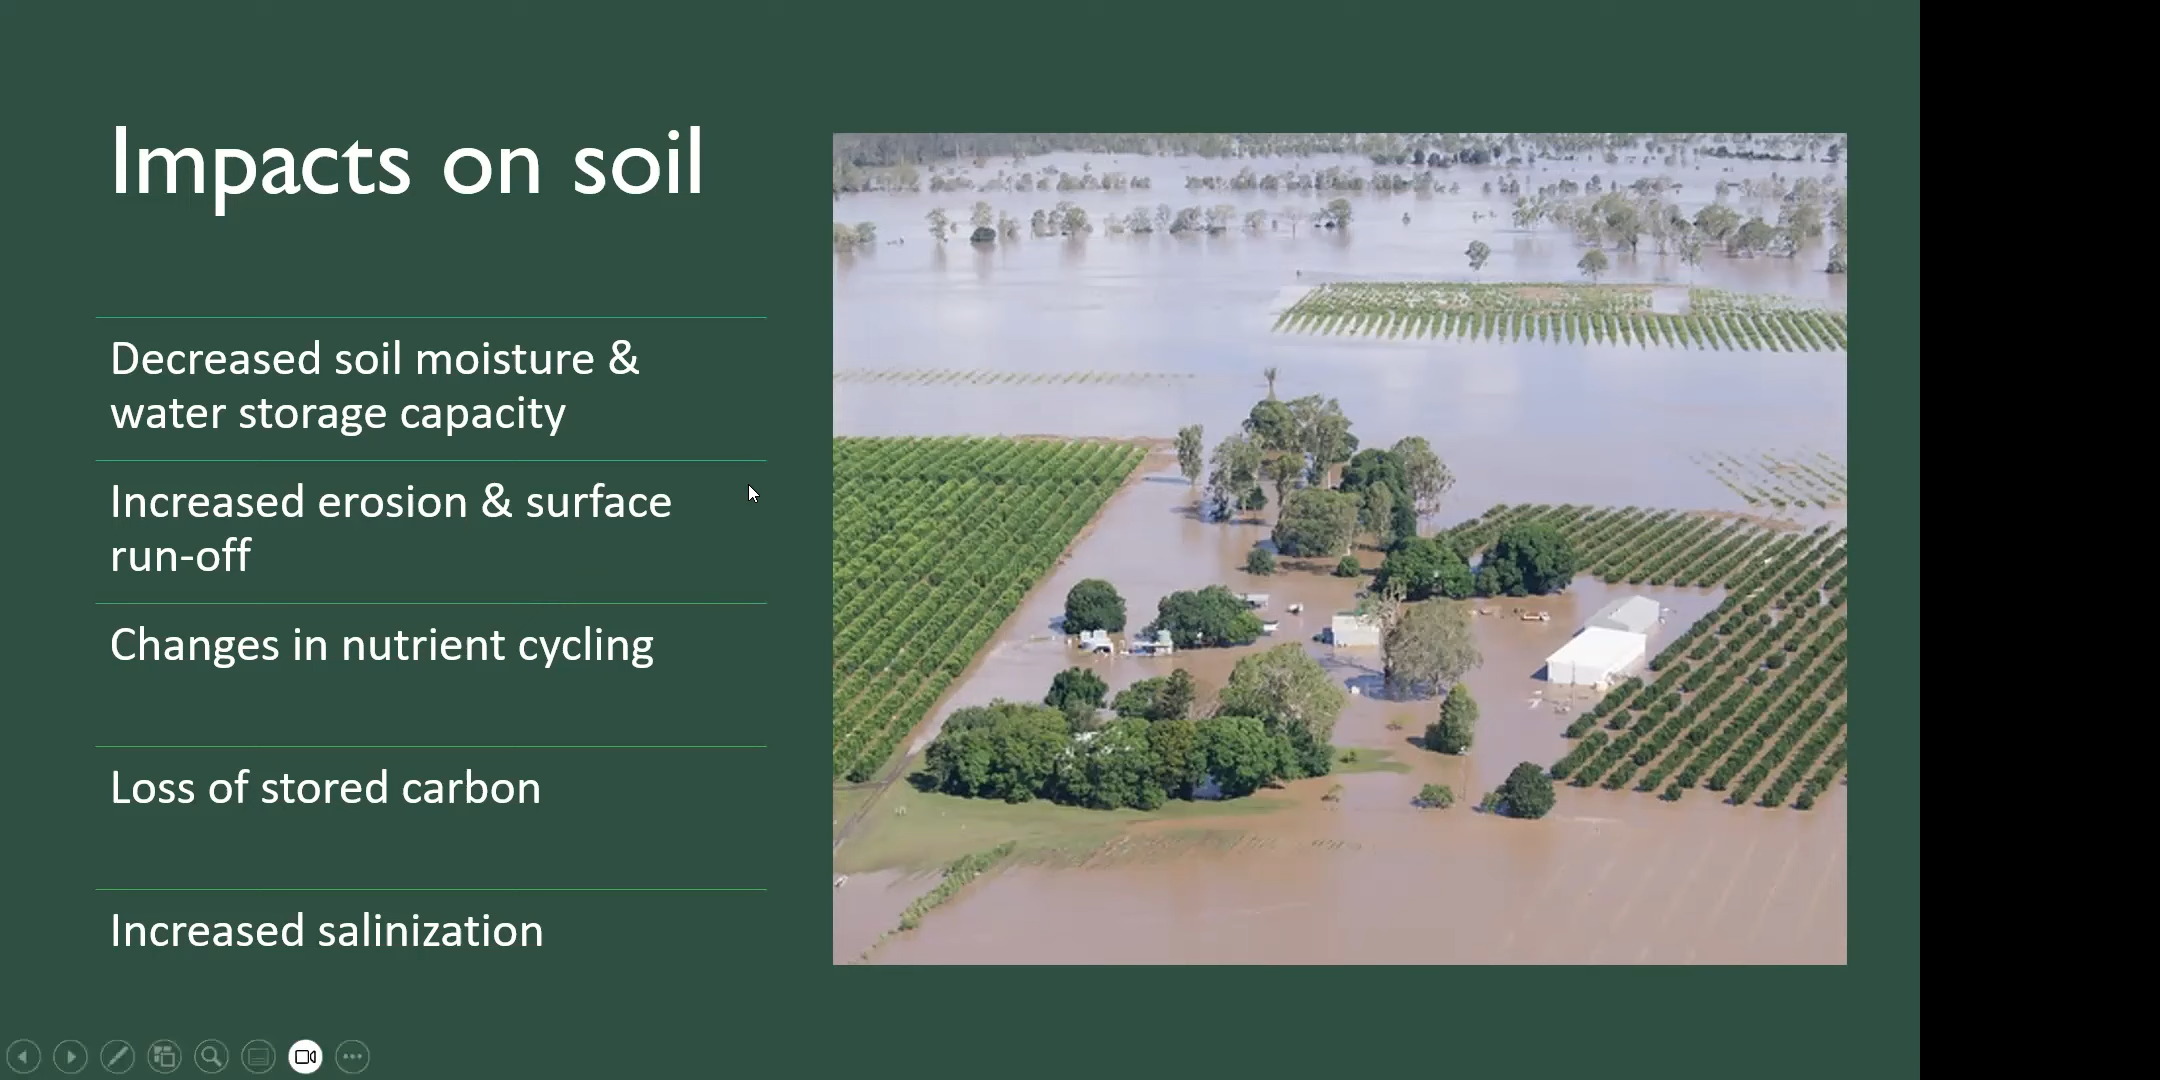 Impacts on soil
Decreased soil moisture &
water storage capacity
Increased erosion & surface
run-off
Changes in nutrient cycling
Loss of stored carbon
Increased salinization